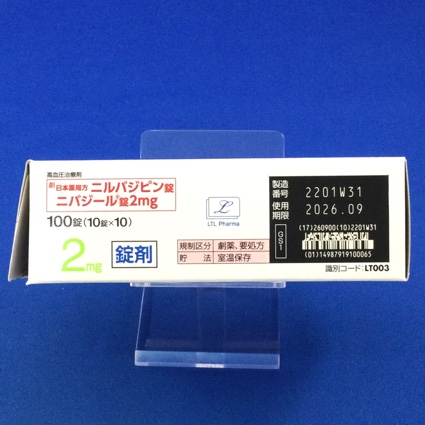 高血圧治療剤
劇 日本薬局方 ニルバジピン錠
ニバジール®錠2mg
100錠(10錠×10)
2mg
錠剤
L
LTL Pharma
規制区分 劇薬、要処方
貯法 室温保存
製造番号 2201W31
使用期限 2026.09
GS1
(17)260900(10)2201W31
(01)14987919100065
識別コード:LT003